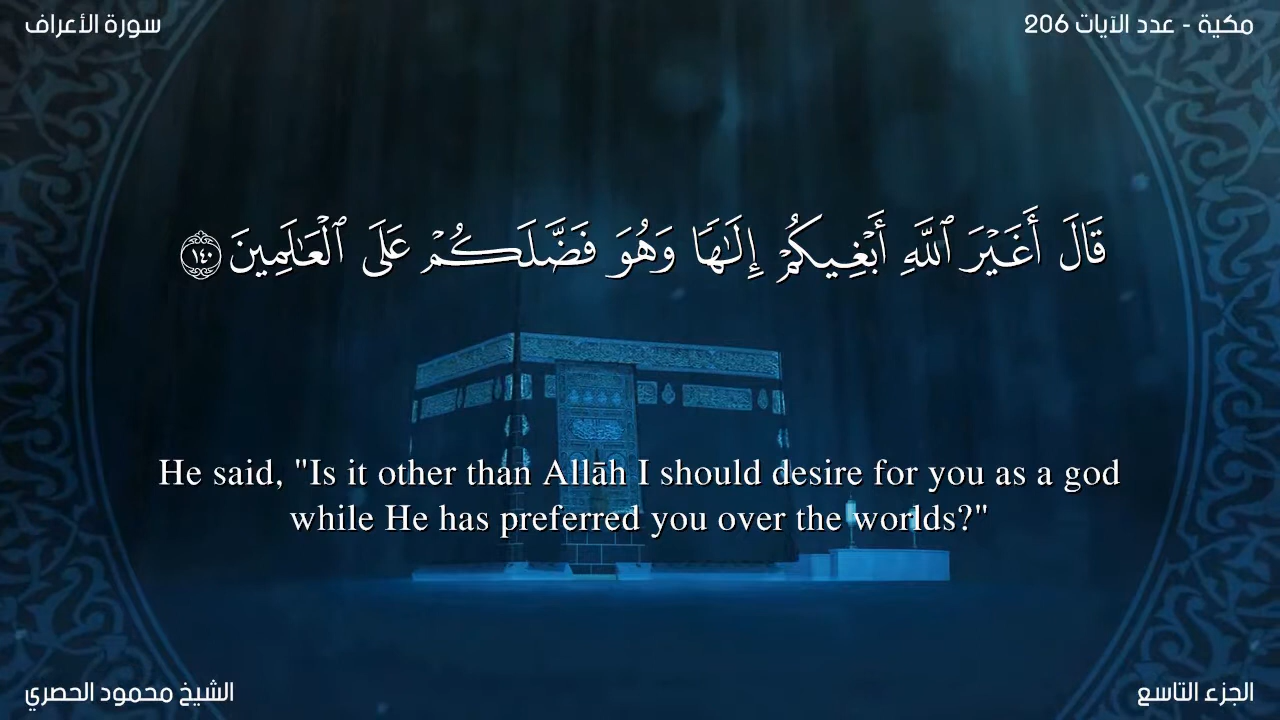 سورة الأعراف
مكية - عدد الآيات 206
قَالَ أَغَيْرَ ٱللَّهِ أَبْغِيكُمْ إِلَـٰهًا وَهُوَ فَضَّلَكُمْ عَلَى ٱلْعَـٰلَمِينَ ١٤٠
He said, "Is it other than Allāh I should desire for you as a god
while He has preferred you over the worlds?"
الشيخ محمود الحصري
الجزء التاسع